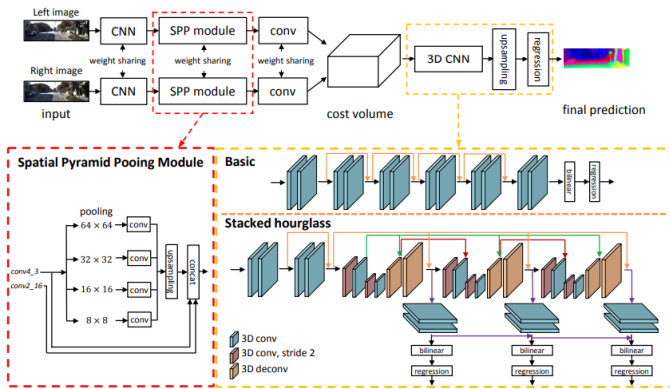 Left image
CNN
SPP module
conv
weight sharing
weight sharing
weight sharing
Right image
CNN
SPP module
conv
input
cost volume
3D CNN
upsampling
regression
final prediction
Spatial Pyramid Pooing Module
pooling
64 × 64
conv
32 × 32
conv
16 × 16
conv
8 × 8
conv
conv4_3
conv2_16
upsampling
concat
Basic
bilinear
regression
Stacked hourglass
3D conv
3D conv, stride 2
3D deconv
bilinear
bilinear
bilinear
regression
regression
regression